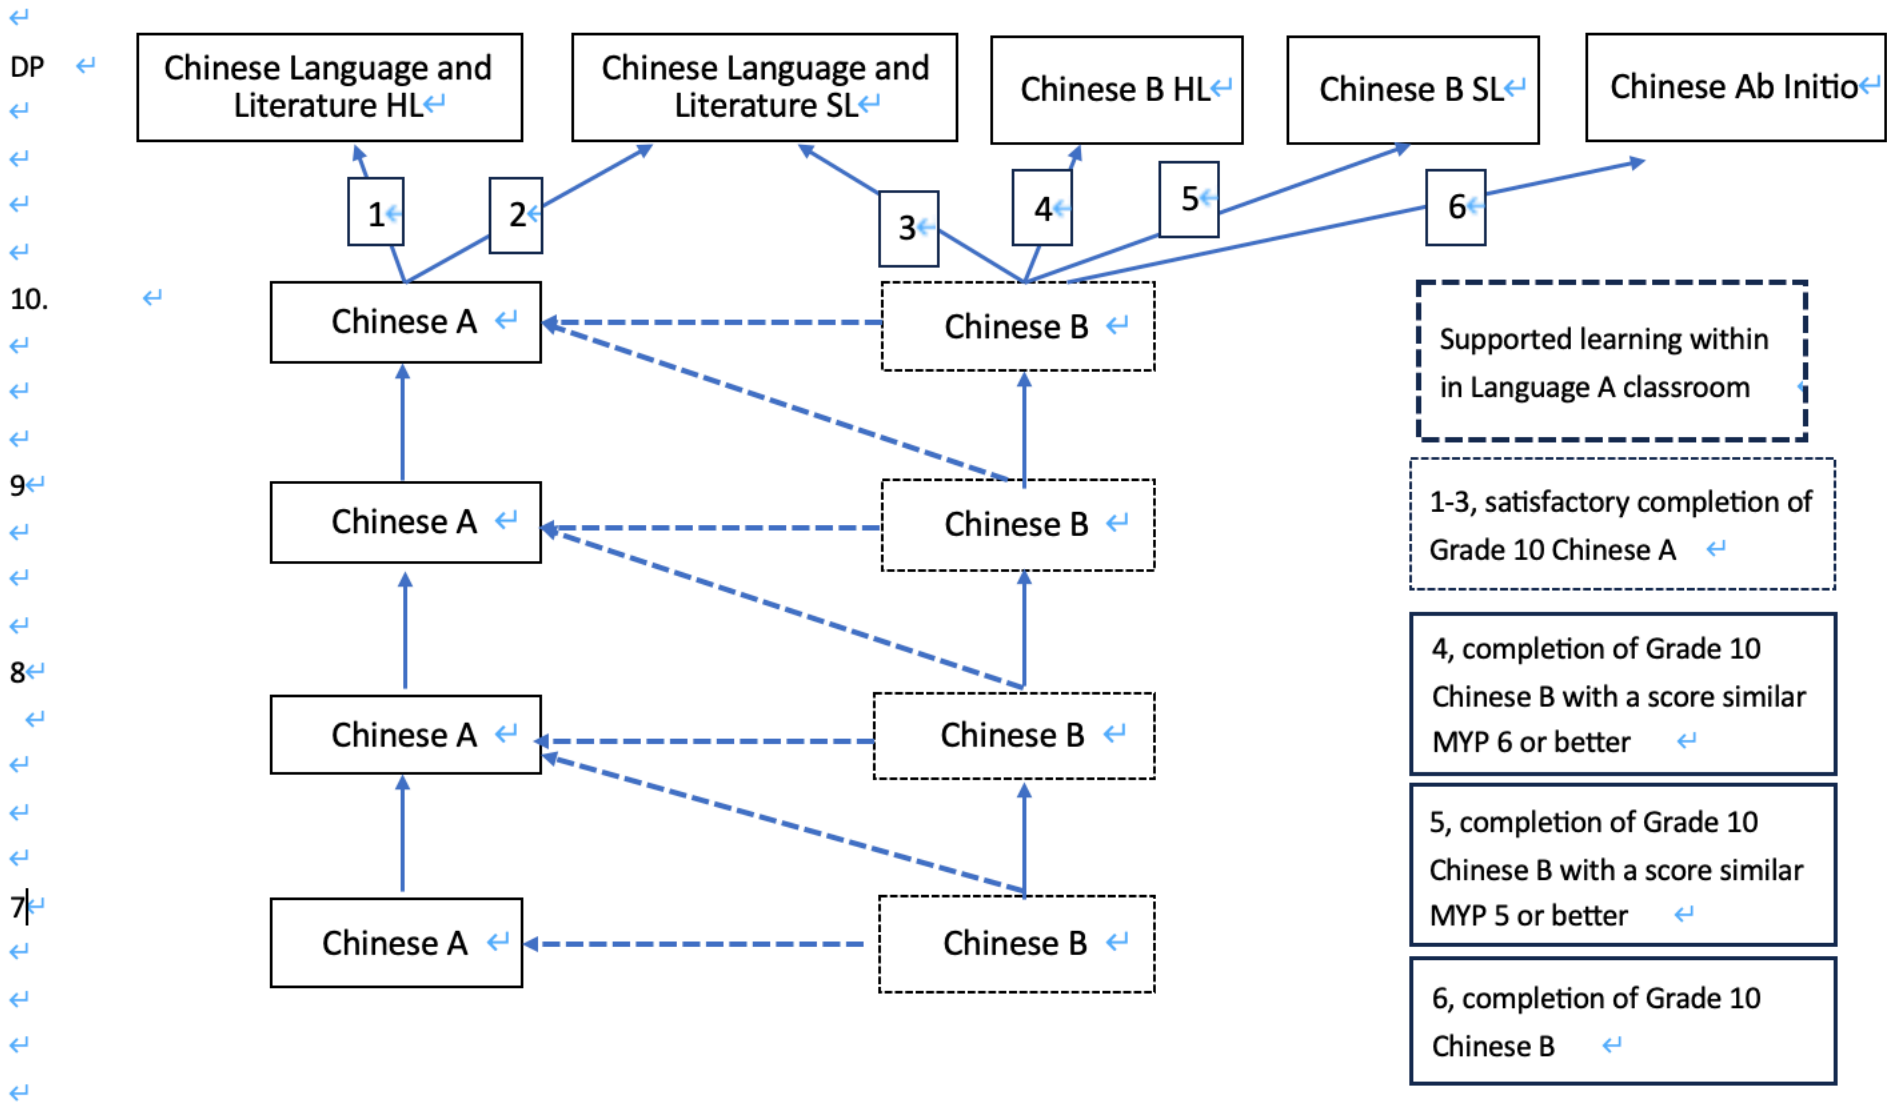 DP
Chinese Language and
Literature HL
Chinese Language and
Literature SL
Chinese B HL
Chinese B SL
Chinese Ab Initio
1
2
3
4
5
6
10.
Chinese A
Chinese B
Supported learning within
in Language A classroom
9
Chinese A
Chinese B
1-3, satisfactory completion of
Grade 10 Chinese A
8
Chinese A
Chinese B
4, completion of Grade 10
Chinese B with a score similar
MYP 6 or better
5, completion of Grade 10
Chinese B with a score similar
MYP 5 or better
7
Chinese A
Chinese B
6, completion of Grade 10
Chinese B